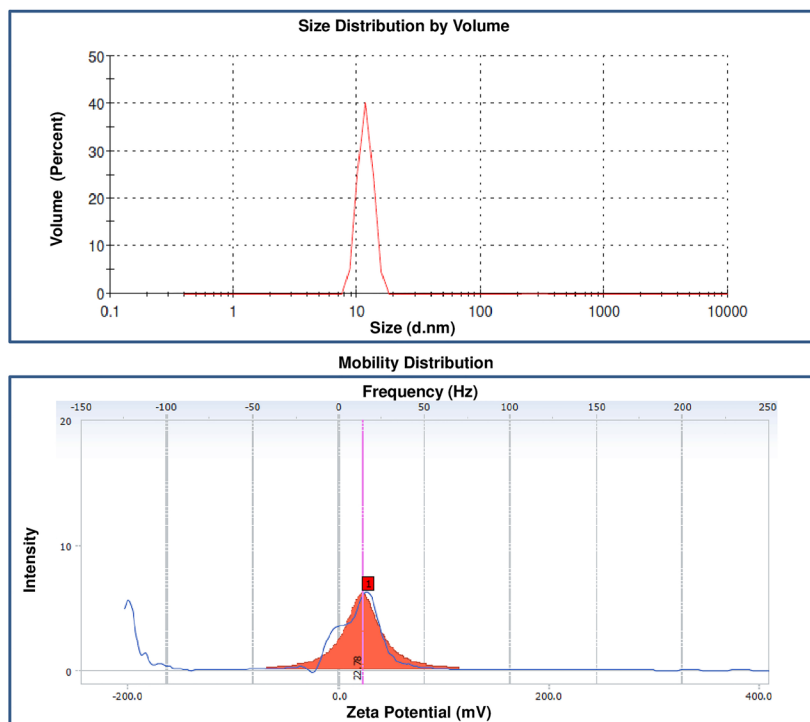 Size Distribution by Volume
50
40
30
20
10
0
Volume (Percent)
0.1 1 10 100 1000 10000
Size (d.nm)
Mobility Distribution
Frequency (Hz)
-150 -100 -50 0 50 100 150 200 250
20
10
0
Intensity
1
22.78
-200.0 0.0 200.0 400.0
Zeta Potential (mV)